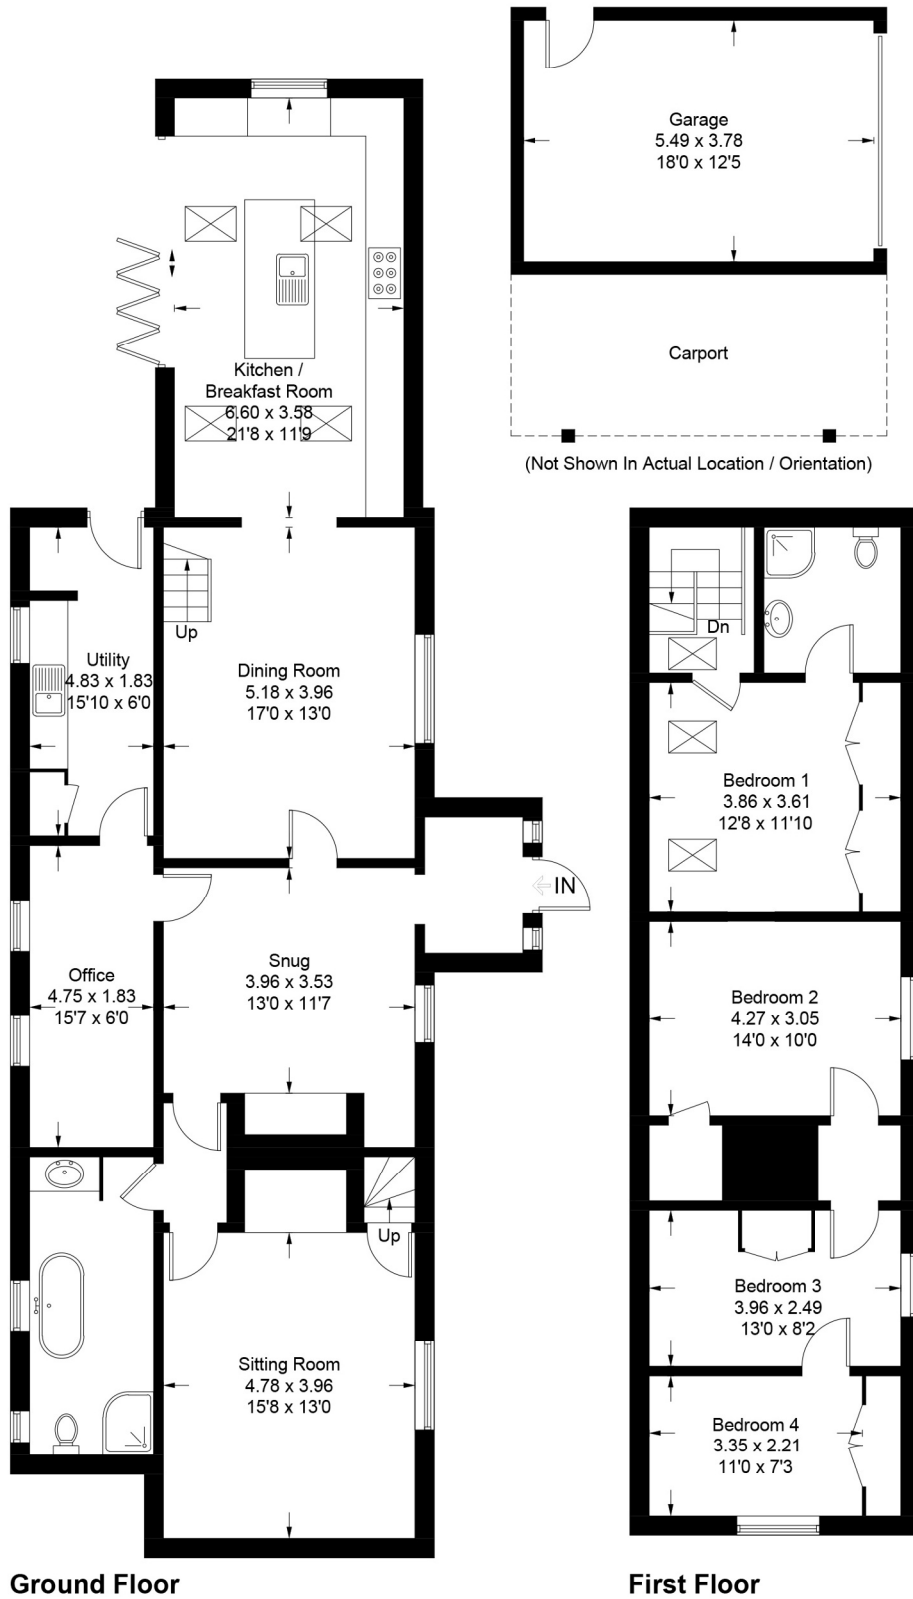 Garage
5.49 x 3.78
18'0 x 12'5
Carport
(Not Shown In Actual Location / Orientation)
Kitchen /
Breakfast Room
6.60 x 3.58
21'8 x 11'9
Up
Utility
4.83 x 1.83
15'10 x 6'0
Dining Room
5.18 x 3.96
17'0 x 13'0
IN
Office
4.75 x 1.83
15'7 x 6'0
Snug
3.96 x 3.53
13'0 x 11'7
Up
Sitting Room
4.78 x 3.96
15'8 x 13'0
Ground Floor
Dn
Bedroom 1
3.86 x 3.61
12'8 x 11'10
Bedroom 2
4.27 x 3.05
14'0 x 10'0
Bedroom 3
3.96 x 2.49
13'0 x 8'2
Bedroom 4
3.35 x 2.21
11'0 x 7'3
First Floor